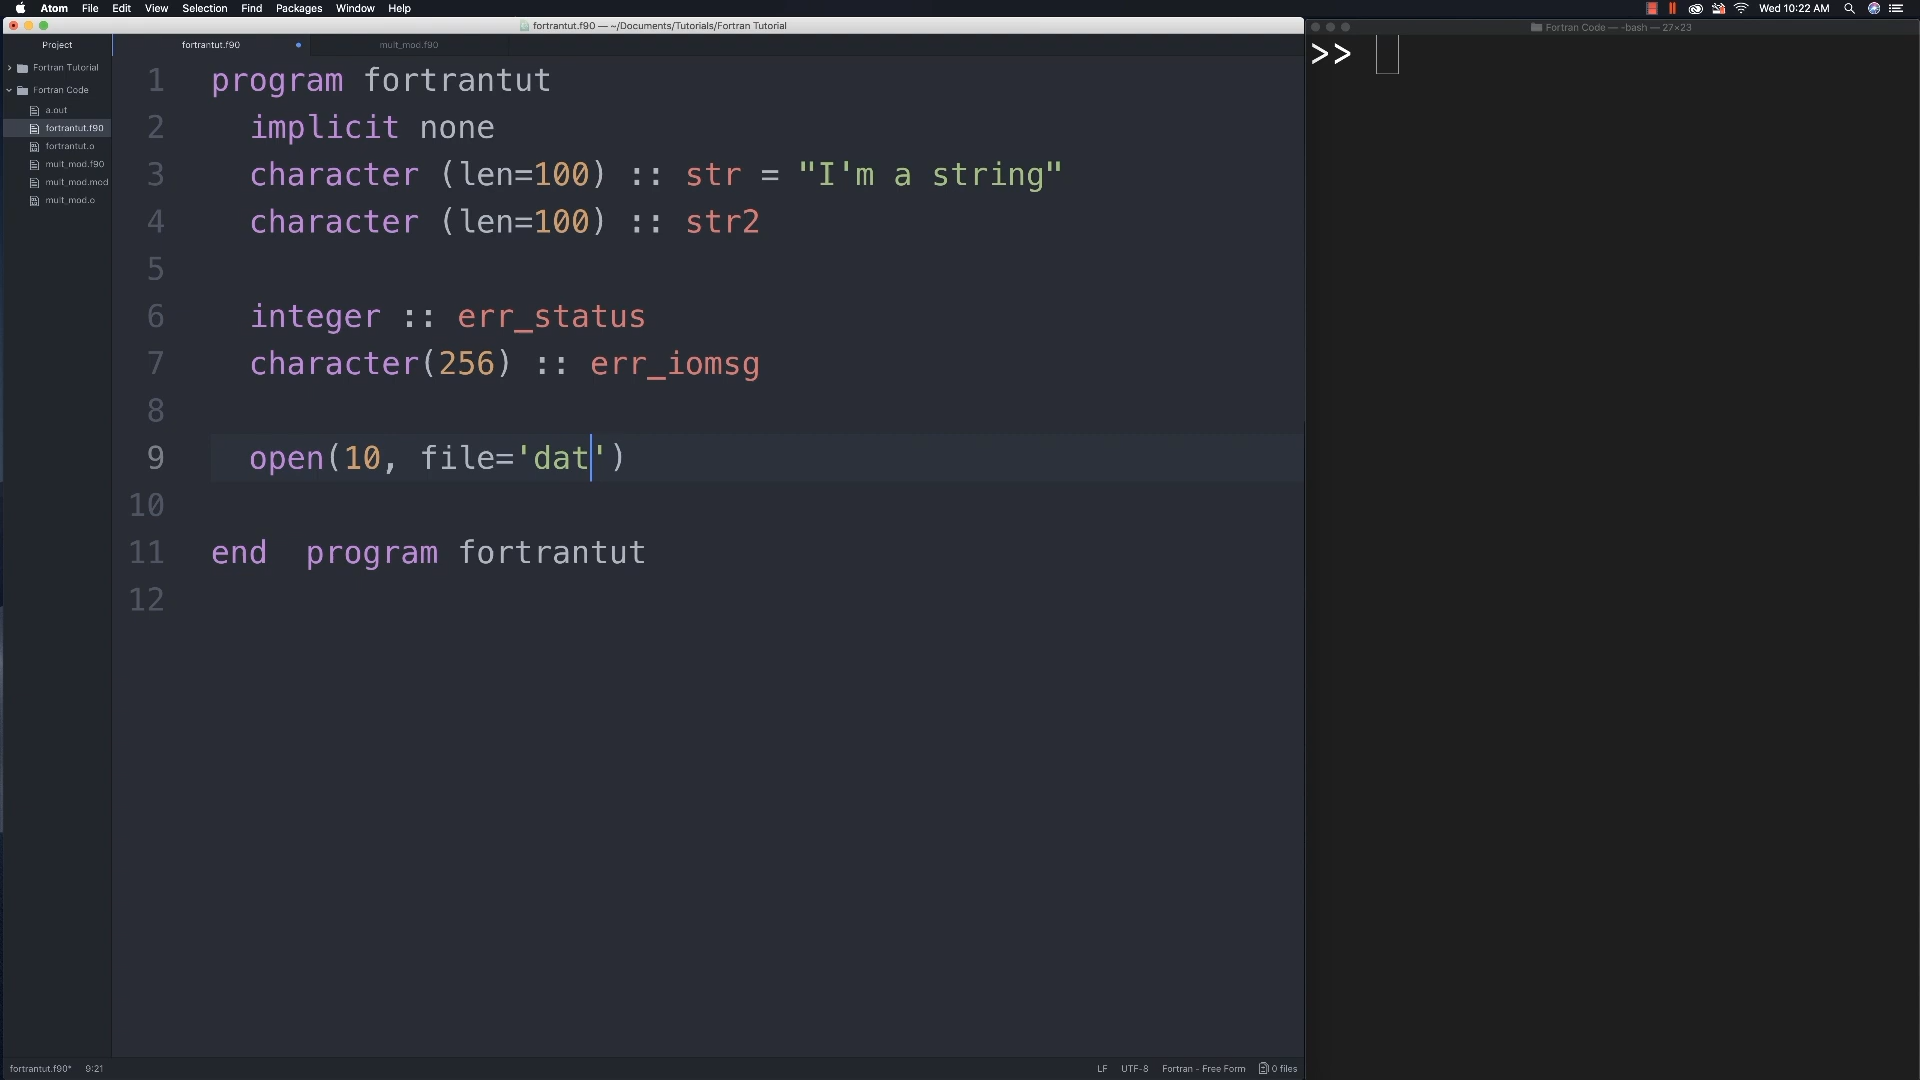 Atom File Edit View Selection Find Packages Window Help
Wed 10:22 AM
fortrantut.f90 — ~/Documents/Tutorials/Fortran Tutorial
Fortran Code — -bash — 27×23
Project
fortrantut.f90
mult_mod.f90
Fortran Tutorial
Fortran Code
a.out
fortrantut.f90
fortrantut.o
mult_mod.f90
mult_mod.mod
mult_mod.o
1 program fortrantut
2 implicit none
3 character (len=100) :: str = "I'm a string"
4 character (len=100) :: str2
5
6 integer :: err_status
7 character(256) :: err_iomsg
8
9 open(10, file='dat')
10
11 end  program fortrantut
12
>>
fortrantut.f90* 9:21
LF UTF-8 Fortran - Free Form 0 files